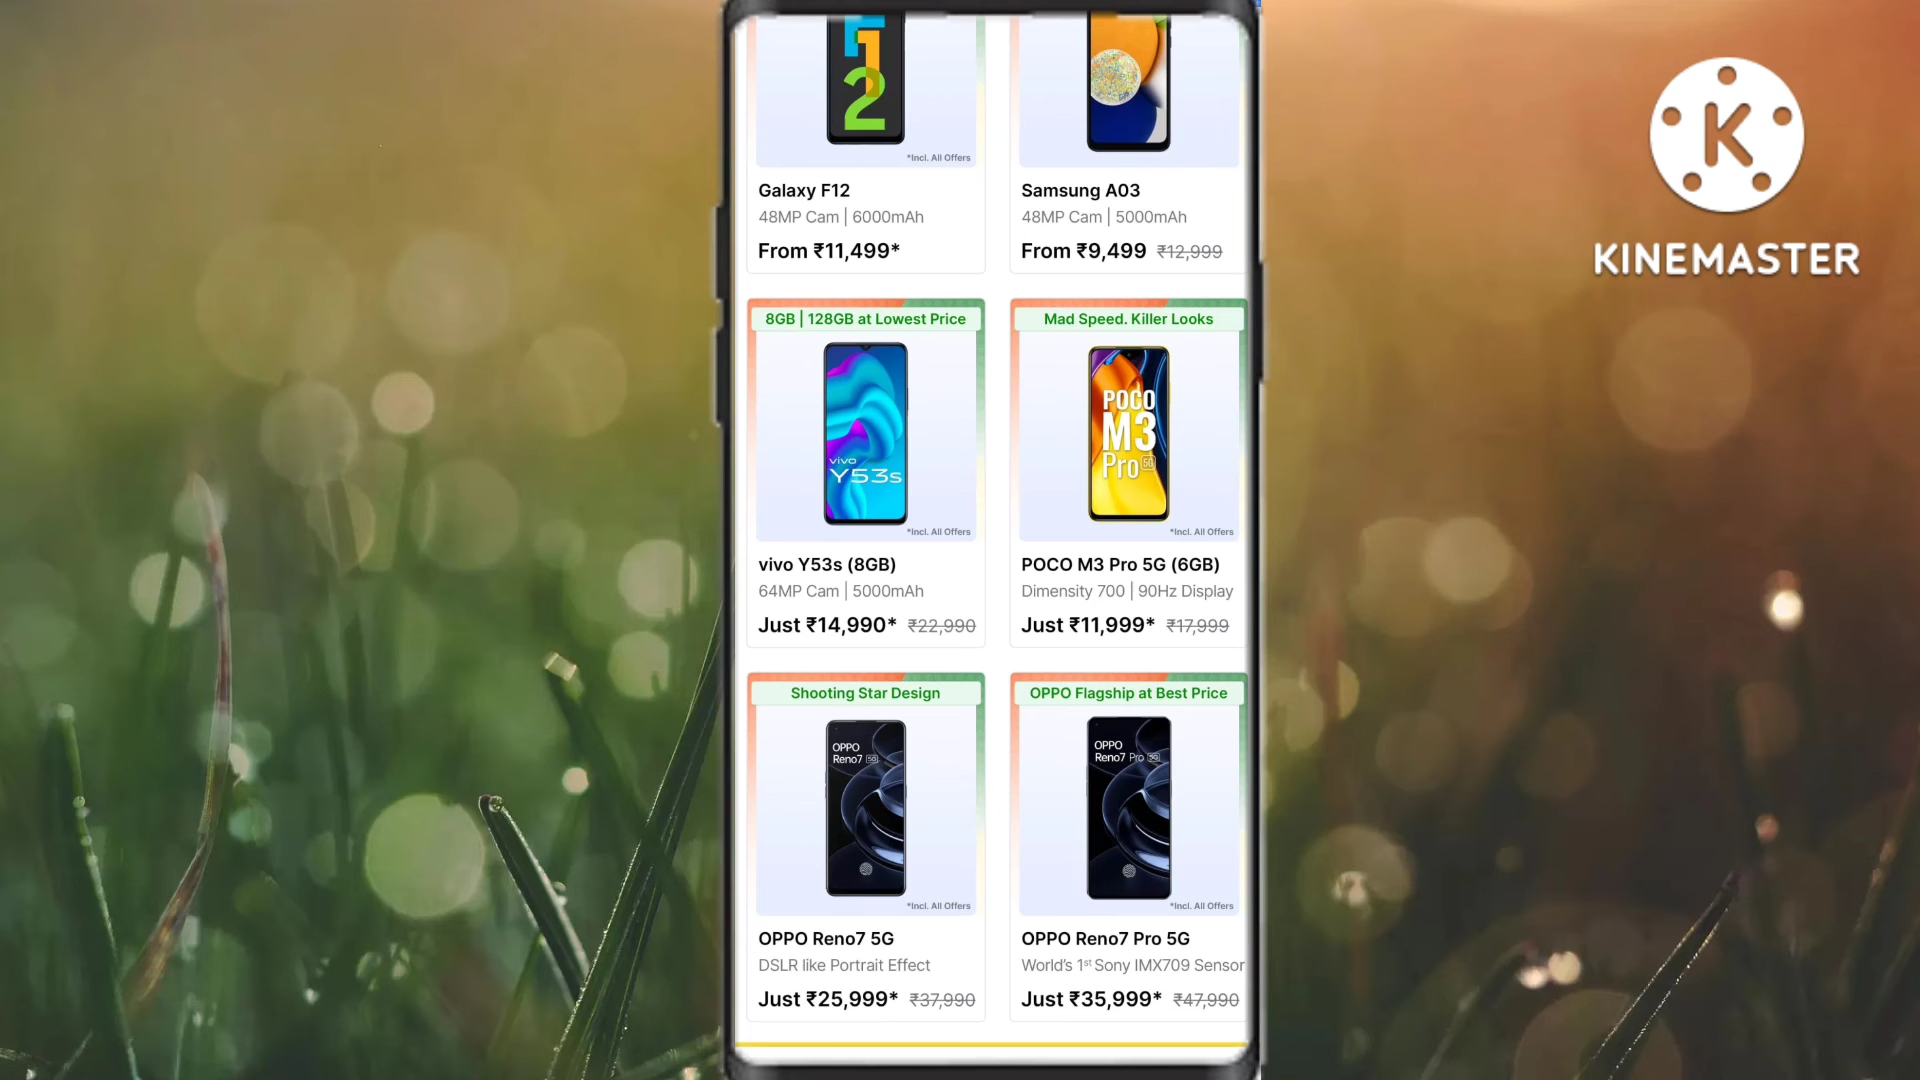 F12
*Incl. All Offers
Galaxy F12
48MP Cam | 6000mAh
From ₹11,499*
Samsung A03
48MP Cam | 5000mAh
From ₹9,499 ₹12,999
8GB | 128GB at Lowest Price
vivo
Y53s
*Incl. All Offers
vivo Y53s (8GB)
64MP Cam | 5000mAh
Just ₹14,990* ₹22,990
Mad Speed. Killer Looks
POCO
M3
Pro 5G
*Incl. All Offers
POCO M3 Pro 5G (6GB)
Dimensity 700 | 90Hz Display
Just ₹11,999* ₹17,999
Shooting Star Design
OPPO
Reno7 5G
*Incl. All Offers
OPPO Reno7 5G
DSLR like Portrait Effect
Just ₹25,999* ₹37,990
OPPO Flagship at Best Price
OPPO
Reno7 Pro 5G
*Incl. All Offers
OPPO Reno7 Pro 5G
World's 1st Sony IMX709 Sensor
Just ₹35,999* ₹47,990
K
KINEMASTER